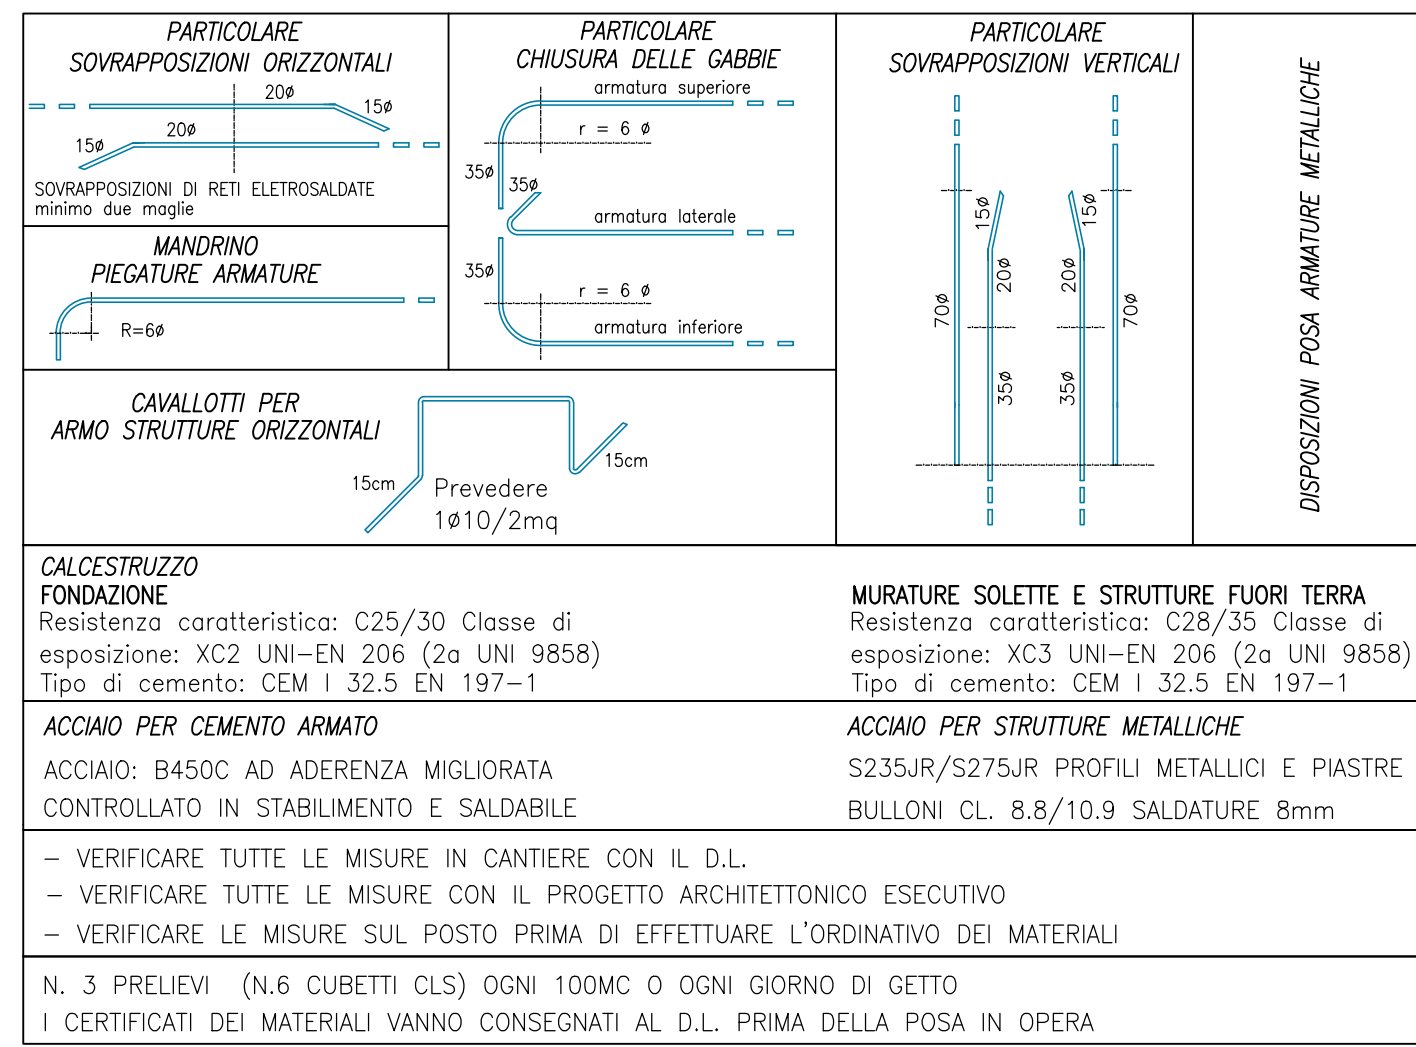 PARTICOLARE
SOVRAPPOSIZIONI ORIZZONTALI
20ø
15ø
20ø
15ø
SOVRAPPOSIZIONI DI RETI ELETROSALDATE
minimo due maglie
MANDRINO
PIEGATURE ARMATURE
R=6ø
PARTICOLARE
CHIUSURA DELLE GABBIE
armatura superiore
r = 6 ø
35ø
35ø
armatura laterale
35ø
r = 6 ø
armatura inferiore
CAVALLOTTI PER
ARMO STRUTTURE ORIZZONTALI
15cm
15cm
Prevedere
1ø10/2mq
PARTICOLARE
SOVRAPPOSIZIONI VERTICALI
15ø
15ø
20ø
20ø
70ø
70ø
35ø
35ø
DISPOSIZIONI POSA ARMATURE METALLICHE
CALCESTRUZZO
FONDAZIONE
Resistenza caratteristica: C25/30 Classe di
esposizione: XC2 UNI-EN 206 (2a UNI 9858)
Tipo di cemento: CEM I 32.5 EN 197-1
MURATURE SOLETTE E STRUTTURE FUORI TERRA
Resistenza caratteristica: C28/35 Classe di
esposizione: XC3 UNI-EN 206 (2a UNI 9858)
Tipo di cemento: CEM I 32.5 EN 197-1
ACCIAIO PER CEMENTO ARMATO
ACCIAIO: B450C AD ADERENZA MIGLIORATA
CONTROLLATO IN STABILIMENTO E SALDABILE
ACCIAIO PER STRUTTURE METALLICHE
S235JR/S275JR PROFILI METALLICI E PIASTRE
BULLONI CL. 8.8/10.9 SALDATURE 8mm
- VERIFICARE TUTTE LE MISURE IN CANTIERE CON IL D.L.
- VERIFICARE TUTTE LE MISURE CON IL PROGETTO ARCHITETTONICO ESECUTIVO
- VERIFICARE LE MISURE SUL POSTO PRIMA DI EFFETTUARE L'ORDINATIVO DEI MATERIALI
N. 3 PRELIEVI (N.6 CUBETTI CLS) OGNI 100MC O OGNI GIORNO DI GETTO
I CERTIFICATI DEI MATERIALI VANNO CONSEGNATI AL D.L. PRIMA DELLA POSA IN OPERA